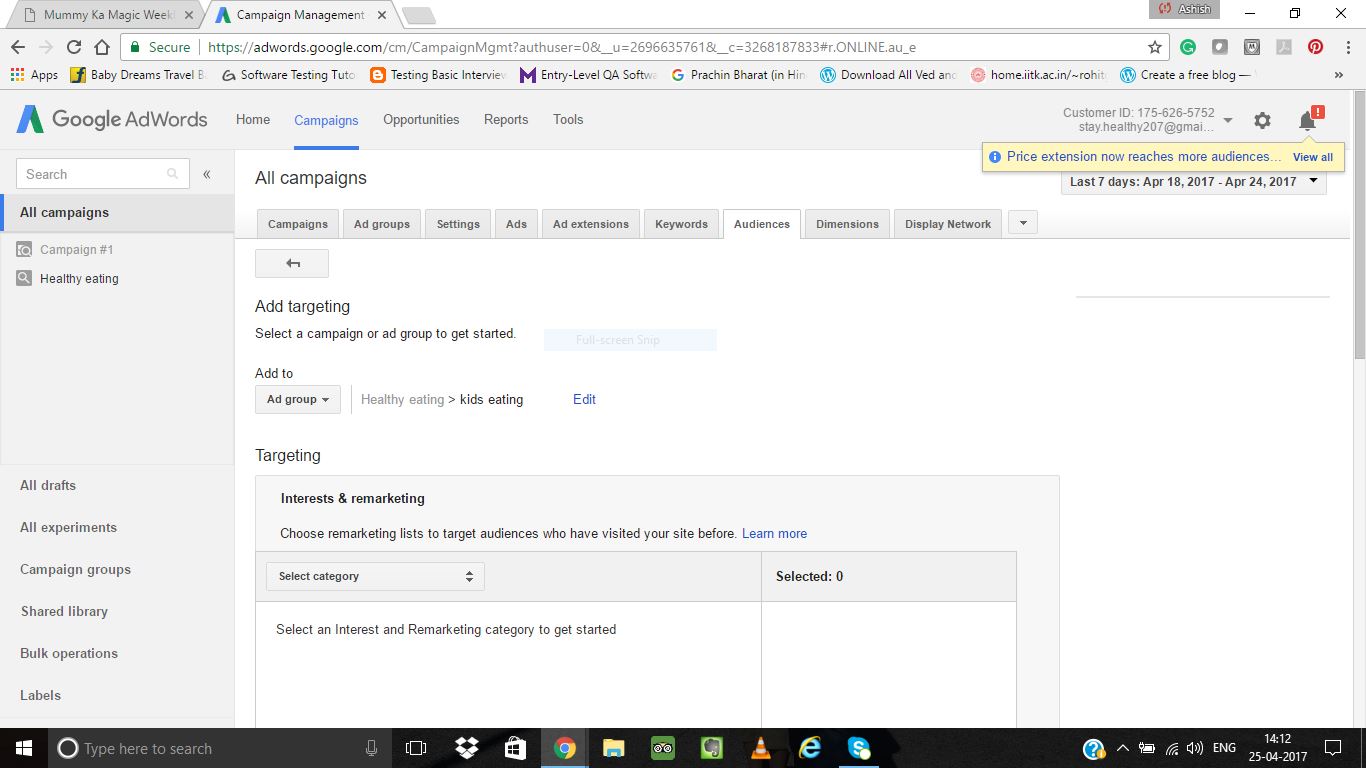 Mummy Ka Magic Week
Campaign Management
Ashish
Secure
https://adwords.google.com/cm/CampaignMgmt?authuser=0&__u=2696635761&__c=3268187833#r.ONLINE.au_e
Apps
Baby Dreams Travel B
Software Testing Tuto
Testing Basic Interview
Entry-Level QA Softwa
Prachin Bharat (in Hin
Download All Ved and
home.iitk.ac.in/~rohit
Create a free blog —
»
Google AdWords
Home
Campaigns
Opportunities
Reports
Tools
Customer ID: 175-626-5752
stay.healthy207@gmai...
!
Price extension now reaches more audiences...
View all
Search
«
All campaigns
Last 7 days: Apr 18, 2017 - Apr 24, 2017
All campaigns
Campaign #1
Healthy eating
Campaigns
Ad groups
Settings
Ads
Ad extensions
Keywords
Audiences
Dimensions
Display Network
Add targeting
Select a campaign or ad group to get started.
Full-screen Snip
Add to
Ad group
Healthy eating > kids eating
Edit
Targeting
Interests & remarketing
Choose remarketing lists to target audiences who have visited your site before. Learn more
Select category
Selected: 0
Select an Interest and Remarketing category to get started
All drafts
All experiments
Campaign groups
Shared library
Bulk operations
Labels
Type here to search
ENG
14:12
25-04-2017